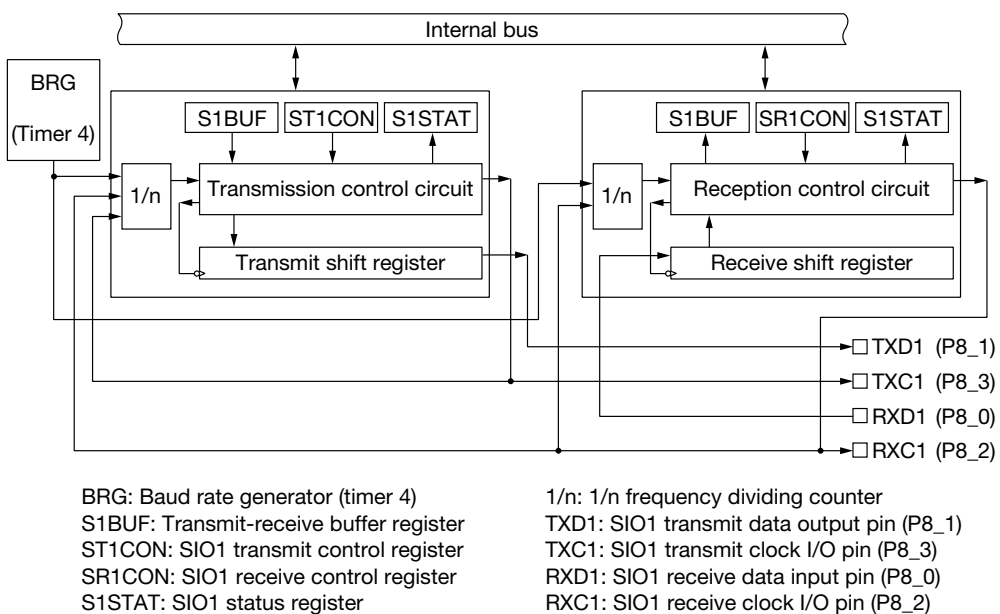 Internal bus
BRG
(Timer 4)
S1BUF ST1CON S1STAT
S1BUF SR1CON S1STAT
1/n
Transmission control circuit
1/n
Reception control circuit
Transmit shift register
Receive shift register
TXD1 (P8_1)
TXC1 (P8_3)
RXD1 (P8_0)
RXC1 (P8_2)
BRG: Baud rate generator (timer 4)
S1BUF: Transmit-receive buffer register
ST1CON: SIO1 transmit control register
SR1CON: SIO1 receive control register
S1STAT: SIO1 status register
1/n: 1/n frequency dividing counter
TXD1: SIO1 transmit data output pin (P8_1)
TXC1: SIO1 transmit clock I/O pin (P8_3)
RXD1: SIO1 receive data input pin (P8_0)
RXC1: SIO1 receive clock I/O pin (P8_2)